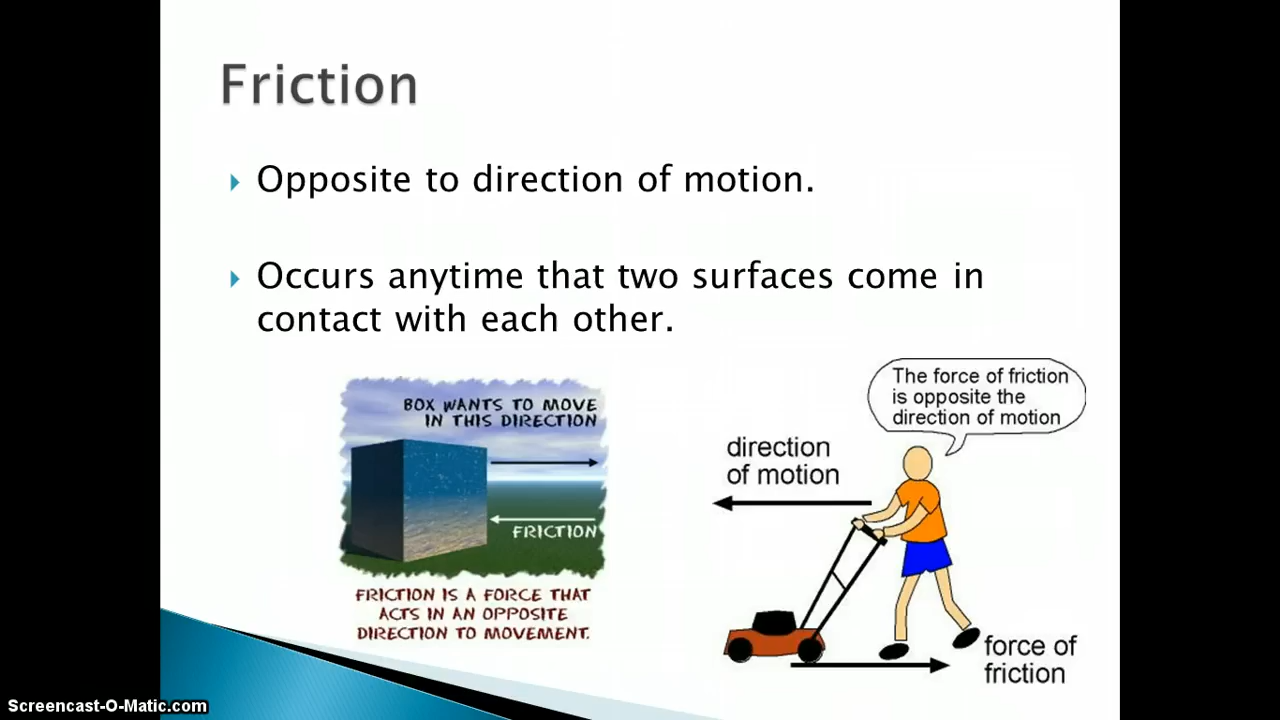 Friction
Opposite to direction of motion.
Occurs anytime that two surfaces come in
contact with each other.
BOX WANTS TO MOVE
IN THIS DIRECTION
FRICTION
FRICTION IS A FORCE THAT
ACTS IN AN OPPOSITE
DIRECTION TO MOVEMENT.
The force of friction
is opposite the
direction of motion
direction
of motion
force of
friction
Screencast-O-Matic.com